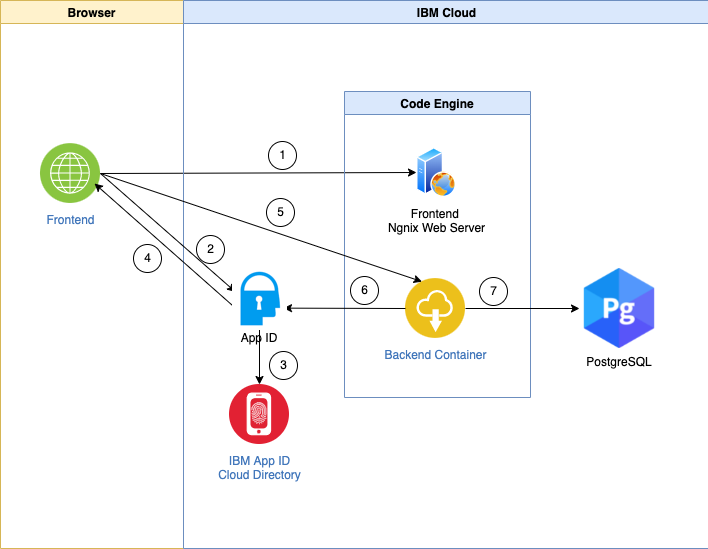 Browser
IBM Cloud
Code Engine
1
Frontend
Ngnix Web Server
Frontend
5
2
4
6
7
App ID
Backend Container
Pg
PostgreSQL
3
IBM App ID
Cloud Directory